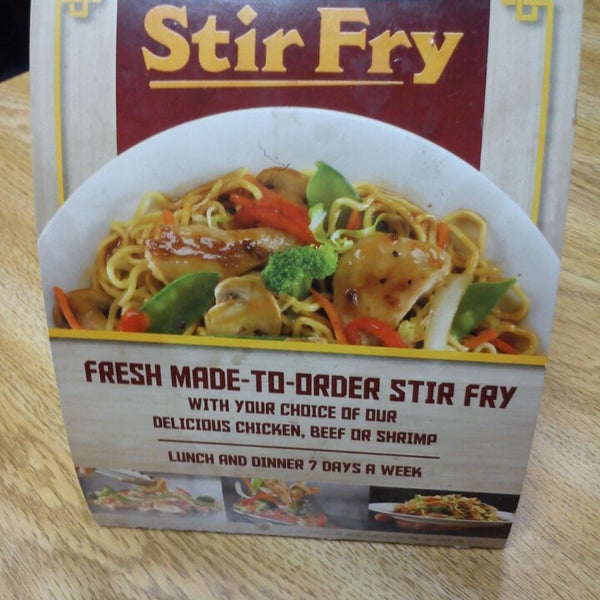 Stir Fry
FRESH MADE-TO-ORDER STIR FRY
WITH YOUR CHOICE OF OUR
DELICIOUS CHICKEN, BEEF OR SHRIMP
LUNCH AND DINNER 7 DAYS A WEEK